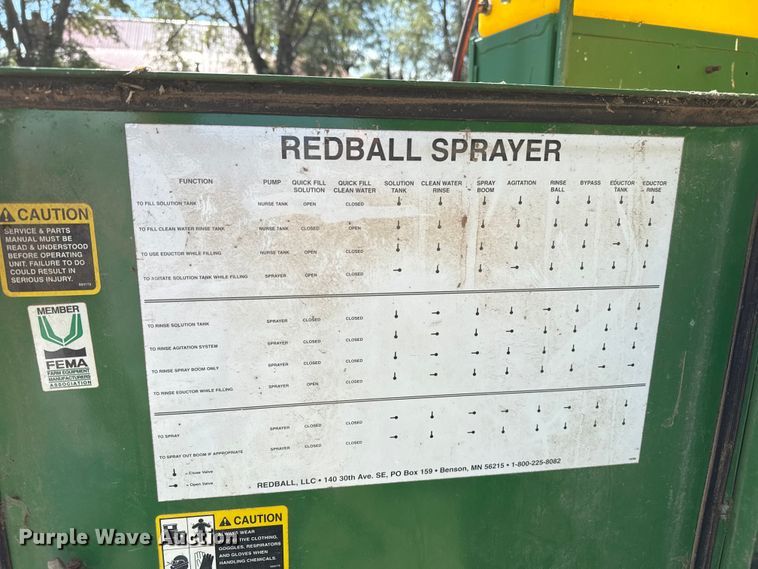 REDBALL SPRAYER
FUNCTION PUMP QUICK FILL SOLUTION QUICK FILL CLEAN WATER SOLUTION TANK CLEAN WATER RINSE SPRAY BOOM AGITATION RINSE BALL BYPASS EDUCTOR TANK EDUCTOR RINSE
TO FILL SOLUTION TANK NURSE TANK OPEN CLOSED
TO FILL CLEAN WATER RINSE TANK NURSE TANK CLOSED OPEN
TO USE EDUCTOR WHILE FILLING NURSE TANK OPEN CLOSED
TO AGITATE SOLUTION TANK WHILE FILLING SPRAYER OPEN CLOSED
TO RINSE SOLUTION TANK SPRAYER CLOSED CLOSED
TO RINSE AGITATION SYSTEM SPRAYER CLOSED CLOSED
TO RINSE SPRAY BOOM ONLY SPRAYER CLOSED CLOSED
TO RINSE EDUCTOR WHILE FILLING SPRAYER OPEN CLOSED
TO SPRAY SPRAYER CLOSED CLOSED
TO SPRAY OUT BOOM IF APPROPRIATE SPRAYER CLOSED CLOSED
= Close Valve
= Open Valve
REDBALL, LLC • 140 30th Ave. SE, PO Box 159 • Benson, MN 56215 • 1-800-225-8082
CAUTION
SERVICE & PARTS
MANUAL MUST BE
READ & UNDERSTOOD
BEFORE OPERATING
UNIT. FAILURE TO DO
COULD RESULT IN
SERIOUS INJURY.
MEMBER
FEMA
FARM EQUIPMENT
MANUFACTURERS
ASSOCIATION
CAUTION
WEAR
TIVE CLOTHING,
GOGGLES, RESPIRATORS
AND GLOVES WHEN
HANDLING CHEMICALS.
Purple Wave Auction